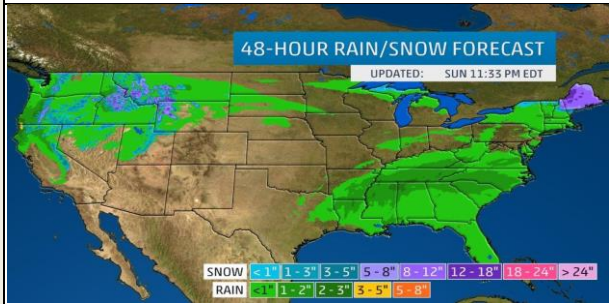 48-HOUR RAIN/SNOW FORECAST
UPDATED: SUN 11:33 PM EDT
SNOW <1" 1-3" 3-5" 5-8" 8-12" 12-18" 18-24" >24"
RAIN <1" 1-2" 2-3" 3-5" 5-8"